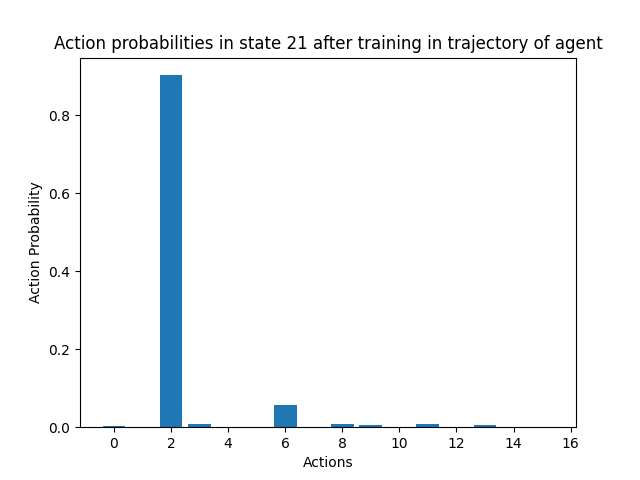 Action probabilities in state 21 after training in trajectory of agent
0.8
0.6
0.4
0.2
0.0
Action Probability
0 2 4 6 8 10 12 14 16
Actions